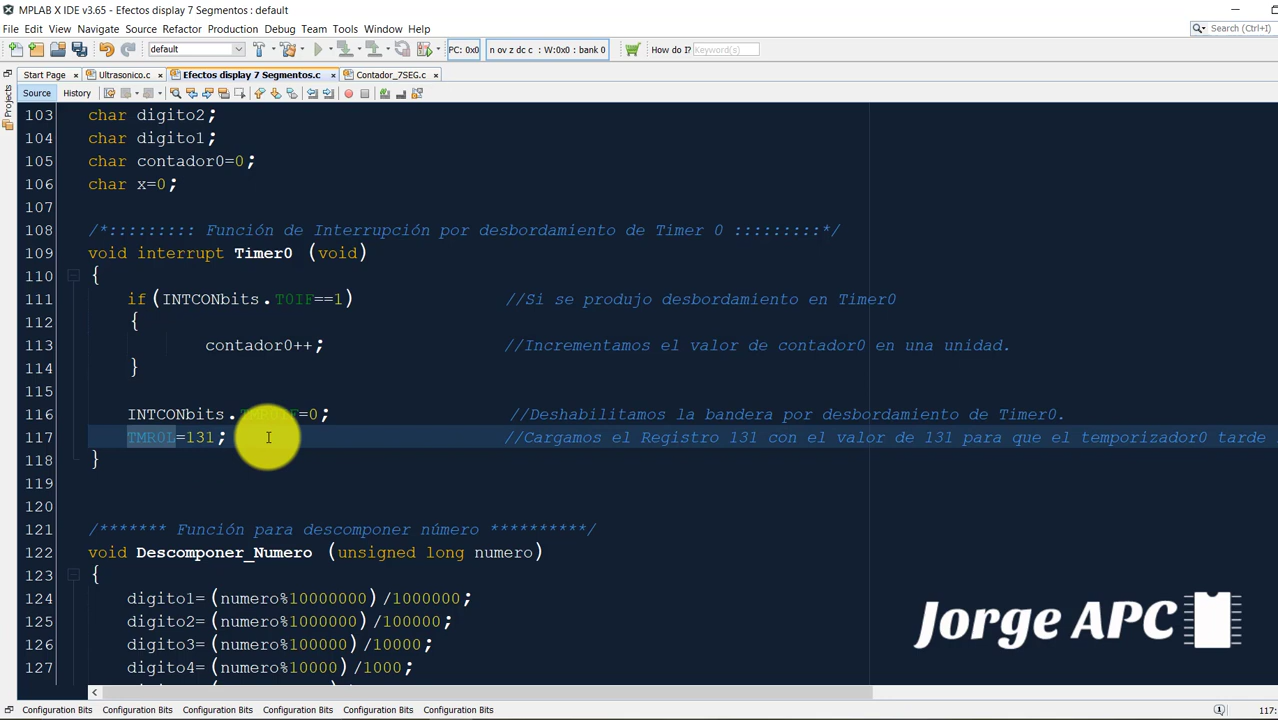 MPLAB X IDE v3.65 - Efectos display 7 Segmentos : default
File Edit View Navigate Source Refactor Production Debug Team Tools Window Help
Search (Ctrl+I)
default
PC: 0x0
n ov z dc c : W:0x0 : bank 0
How do I?
Keyword(s)
Start Page
Ultrasonico.c
Efectos display 7 Segmentos.c
Contador_7SEG.c
Projects
Source History
103 char digito2;
104 char digito1;
105 char contador0=0;
106 char x=0;
107
108 /*::::::::: Función de Interrupción por desbordamiento de Timer 0 :::::::::*/
109 void interrupt Timer0 (void)
110 {
111 if(INTCONbits.T0IF==1) //Si se produjo desbordamiento en Timer0
112 {
113 contador0++; //Incrementamos el valor de contador0 en una unidad.
114 }
115
116 INTCONbits.TMR0IF=0; //Deshabilitamos la bandera por desbordamiento de Timer0.
117 TMR0L=131; //Cargamos el Registro 131 con el valor de 131 para que el temporizador0 tarde
118 }
119
120
121 /******* Función para descomponer número **********/
122 void Descomponer_Numero (unsigned long numero)
123 {
124 digito1=(numero%10000000)/1000000;
125 digito2=(numero%1000000)/100000;
126 digito3=(numero%100000)/10000;
127 digito4=(numero%10000)/1000;
Jorge APC
Configuration Bits Configuration Bits Configuration Bits Configuration Bits Configuration Bits Configuration Bits
117: